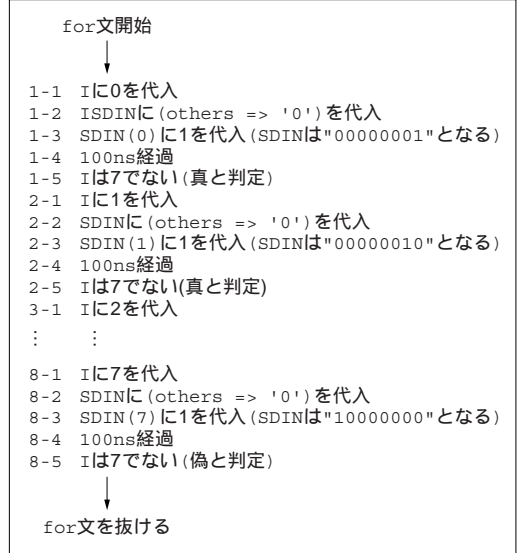 for文開始
1-1 Iに0を代入
1-2 ISDINに(others => '0')を代入
1-3 SDIN(0)に1を代入(SDINは"00000001"となる)
1-4 100ns経過
1-5 Iは7でない(真と判定)
2-1 Iに1を代入
2-2 SDINに(others => '0')を代入
2-3 SDIN(1)に1を代入(SDINは"00000010"となる)
2-4 100ns経過
2-5 Iは7でない(真と判定)
3-1 Iに2を代入
⋮ ⋮
8-1 Iに7を代入
8-2 SDINに(others => '0')を代入
8-3 SDIN(7)に1を代入(SDINは"10000000"となる)
8-4 100ns経過
8-5 Iは7でない(偽と判定)
for文を抜ける